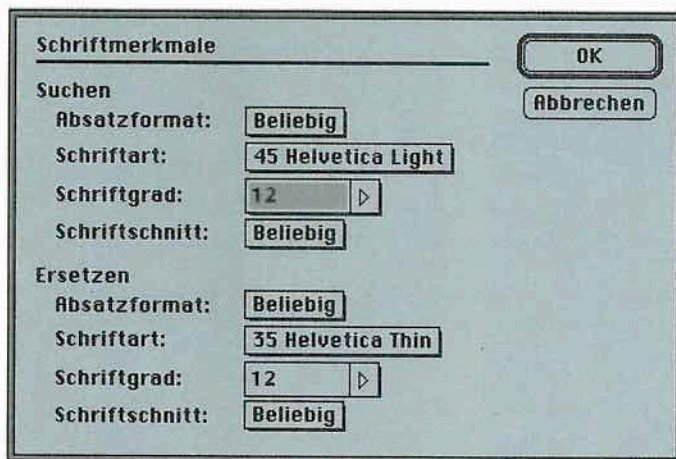 Schriftmerkmale
OK
Abbrechen
Suchen
Absatzformat: Beliebig
Schriftart: 45 Helvetica Light
Schriftgrad: 12
Schriftschnitt: Beliebig
Ersetzen
Absatzformat: Beliebig
Schriftart: 35 Helvetica Thin
Schriftgrad: 12
Schriftschnitt: Beliebig